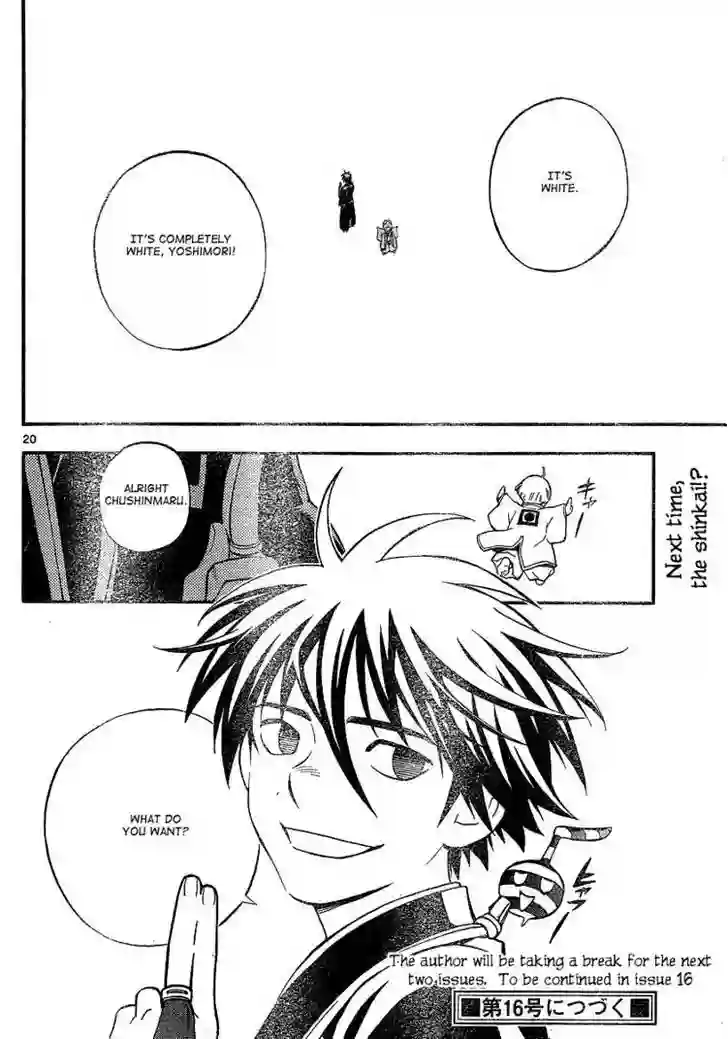 IT'S
WHITE.
IT'S COMPLETELY
WHITE, YOSHIMORI!
20
ALRIGHT
CHUSHINMARU.
Next time,
the shinkail?
WHAT DO
YOU WANT?
The author will be taking a break for the next
two issues. To be continued in issue 16
第16号につづく